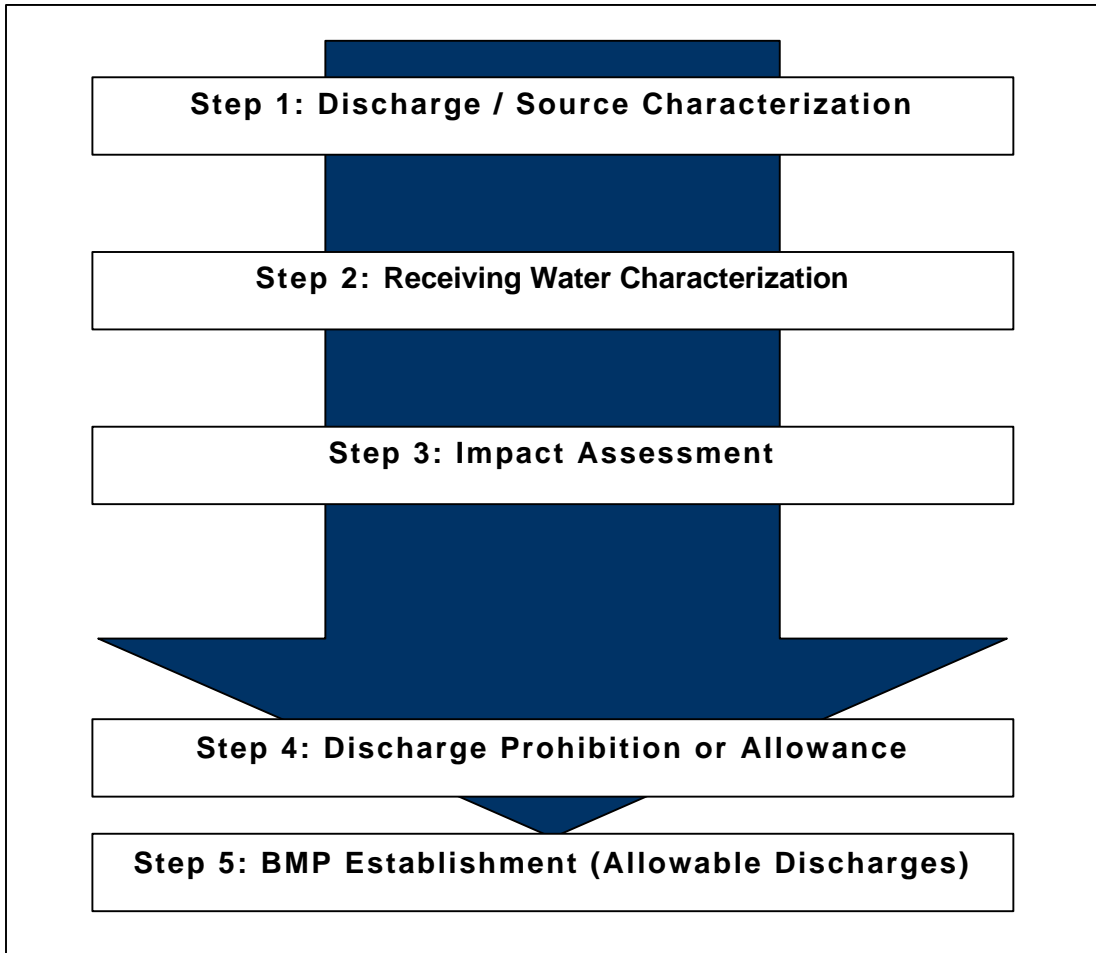 Step 1: Discharge / Source Characterization
Step 2: Receiving Water Characterization
Step 3: Impact Assessment
Step 4: Discharge Prohibition or Allowance
Step 5: BMP Establishment (Allowable Discharges)